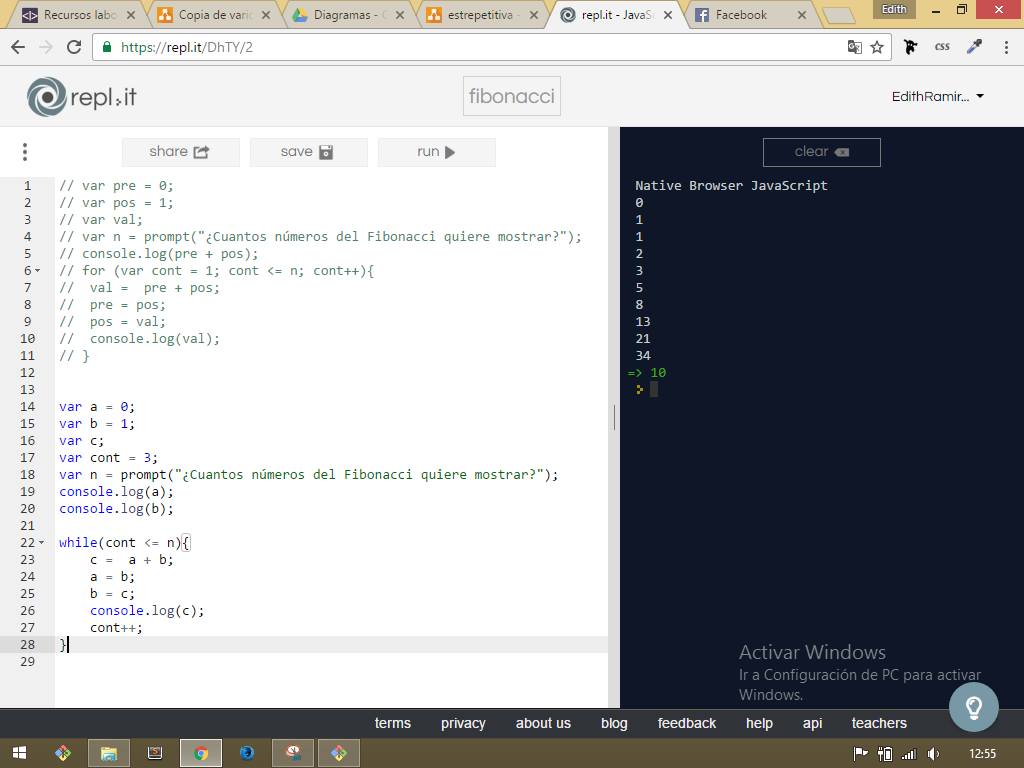 Recursos labo
Copia de vari
Diagramas -
estrepetitiva -
repl.it - JavaSc
Facebook
Edith
https://repl.it/DhTY/2
css
repl.it
fibonacci
EdithRamir...
share
save
run
clear
1 // var pre = 0;
2 // var pos = 1;
3 // var val;
4 // var n = prompt("¿Cuantos números del Fibonacci quiere mostrar?");
5 // console.log(pre + pos);
6 // for (var cont = 1; cont <= n; cont++){
7 //  val =  pre + pos;
8 //  pre = pos;
9 //  pos = val;
10 //  console.log(val);
11 // }
12
13
14 var a = 0;
15 var b = 1;
16 var c;
17 var cont = 3;
18 var n = prompt("¿Cuantos números del Fibonacci quiere mostrar?");
19 console.log(a);
20 console.log(b);
21
22 while(cont <= n){
23     c =  a + b;
24     a = b;
25     b = c;
26     console.log(c);
27     cont++;
28 }
29
Native Browser JavaScript
0
1
1
2
3
5
8
13
21
34
=> 10
Activar Windows
Ir a Configuración de PC para activar
Windows.
terms privacy about us blog feedback help api teachers
12:55